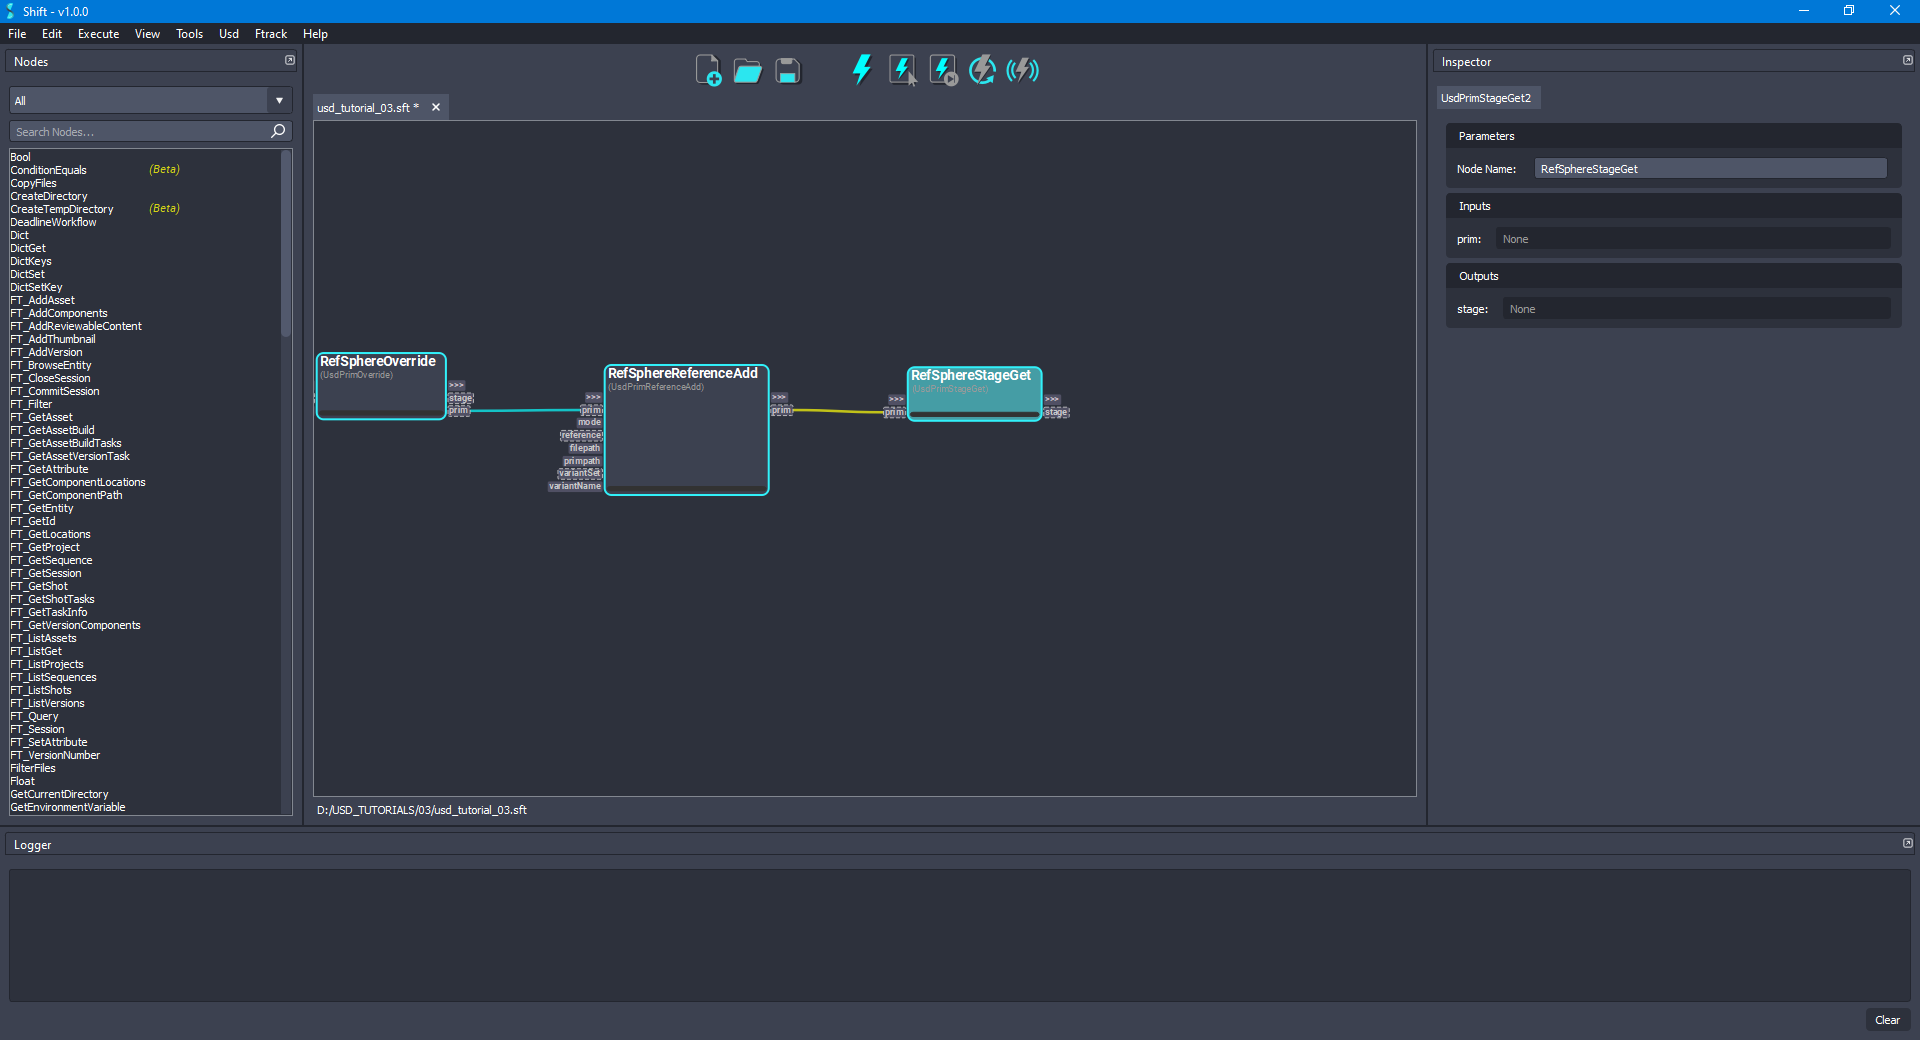 Shift - v1.0.0
File Edit Execute View Tools Usd Ftrack Help
Nodes
All
Search Nodes...
Bool
ConditionEquals (Beta)
CopyFiles
CreateDirectory
CreateTempDirectory (Beta)
DeadlineWorkflow
Dict
DictGet
DictKeys
DictSet
DictSetKey
FT_AddAsset
FT_AddComponents
FT_AddReviewableContent
FT_AddThumbnail
FT_AddVersion
FT_BrowseEntity
FT_CloseSession
FT_CommitSession
FT_Filter
FT_GetAsset
FT_GetAssetBuild
FT_GetAssetBuildTasks
FT_GetAssetVersionTask
FT_GetAttribute
FT_GetComponentLocations
FT_GetComponentPath
FT_GetEntity
FT_GetId
FT_GetLocations
FT_GetProject
FT_GetSequence
FT_GetSession
FT_GetShot
FT_GetShotTasks
FT_GetTaskInfo
FT_GetVersionComponents
FT_ListAssets
FT_ListGet
FT_ListProjects
FT_ListSequences
FT_ListShots
FT_ListVersions
FT_Query
FT_Session
FT_SetAttribute
FT_VersionNumber
FilterFiles
Float
GetCurrentDirectory
GetEnvironmentVariable
usd_tutorial_03.sft *
RefSphereOverride
(UsdPrimOverride)
>>>
stage
prim
RefSphereReferenceAdd
(UsdPrimReferenceAdd)
>>>
prim
mode
reference
filepath
primpath
variantSet
variantName
>>>
prim
RefSphereStageGet
(UsdPrimStageGet)
>>>
prim
>>>
stage
D:/USD_TUTORIALS/03/usd_tutorial_03.sft
Inspector
UsdPrimStageGet2
Parameters
Node Name: RefSphereStageGet
Inputs
prim: None
Outputs
stage: None
Logger
Clear